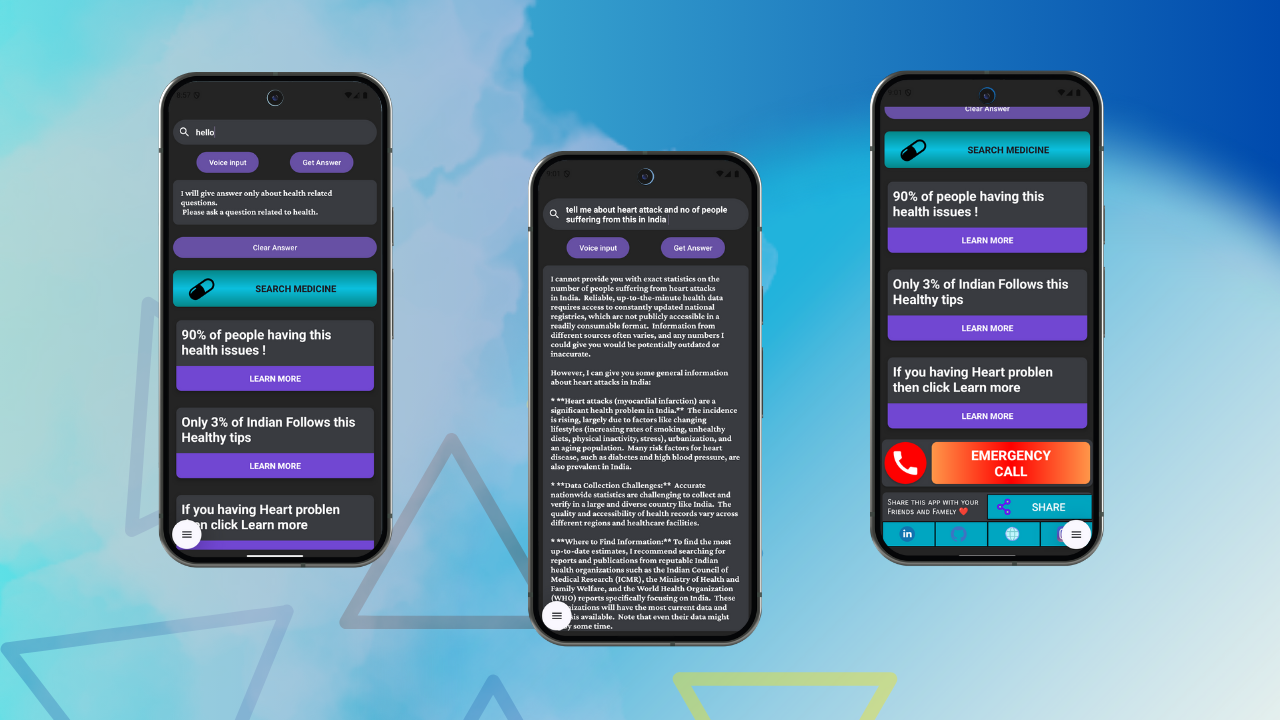 hello
Voice input
Get Answer
I will give answer only about health related
questions.
Please ask a question related to health.
Clear Answer
SEARCH MEDICINE
90% of people having this
health issues !
LEARN MORE
Only 3% of Indian Follows this
Healthy tips
LEARN MORE
If you having Heart problen
then click Learn more
9:01
tell me about heart attack and no of people
suffering from this in India
Voice input
Get Answer
I cannot provide you with exact statistics on the
number of people suffering from heart attacks
in India. Reliable, up-to-the-minute health data
requires access to constantly updated national
registries, which are not publicly accessible in a
readily consumable format. Information from
different sources often varies, and any numbers I
could give you would be potentially outdated or
inaccurate.
However, I can give you some general information
about heart attacks in India:
* **Heart attacks (myocardial infarction) are a
significant health problem in India.** The incidence
is rising, largely due to factors like changing
lifestyles (increasing rates of smoking, unhealthy
diets, physical inactivity, stress), urbanization, and
an aging population. Many risk factors for heart
disease, such as diabetes and high blood pressure, are
also prevalent in India.
* **Data Collection Challenges:** Accurate
nationwide statistics are challenging to collect and
verify in a large and diverse country like India. The
quality and accessibility of health records vary across
different regions and healthcare facilities.
* **Where to Find Information:** To find the most
up-to-date estimates, I recommend searching for
reports and publications from reputable Indian
health organizations such as the Indian Council of
Medical Research (ICMR), the Ministry of Health and
Family Welfare, and the World Health Organization
(WHO) reports specifically focusing on India. These
will have the most current data and
available. Note that even their data might
some time.
9:01
Clear Answer
SEARCH MEDICINE
90% of people having this
health issues !
LEARN MORE
Only 3% of Indian Follows this
Healthy tips
LEARN MORE
If you having Heart problen
then click Learn more
LEARN MORE
EMERGENCY
CALL
SHARE THIS APP WITH YOUR
FRIENDS AND FAMILY ❤️
SHARE
in